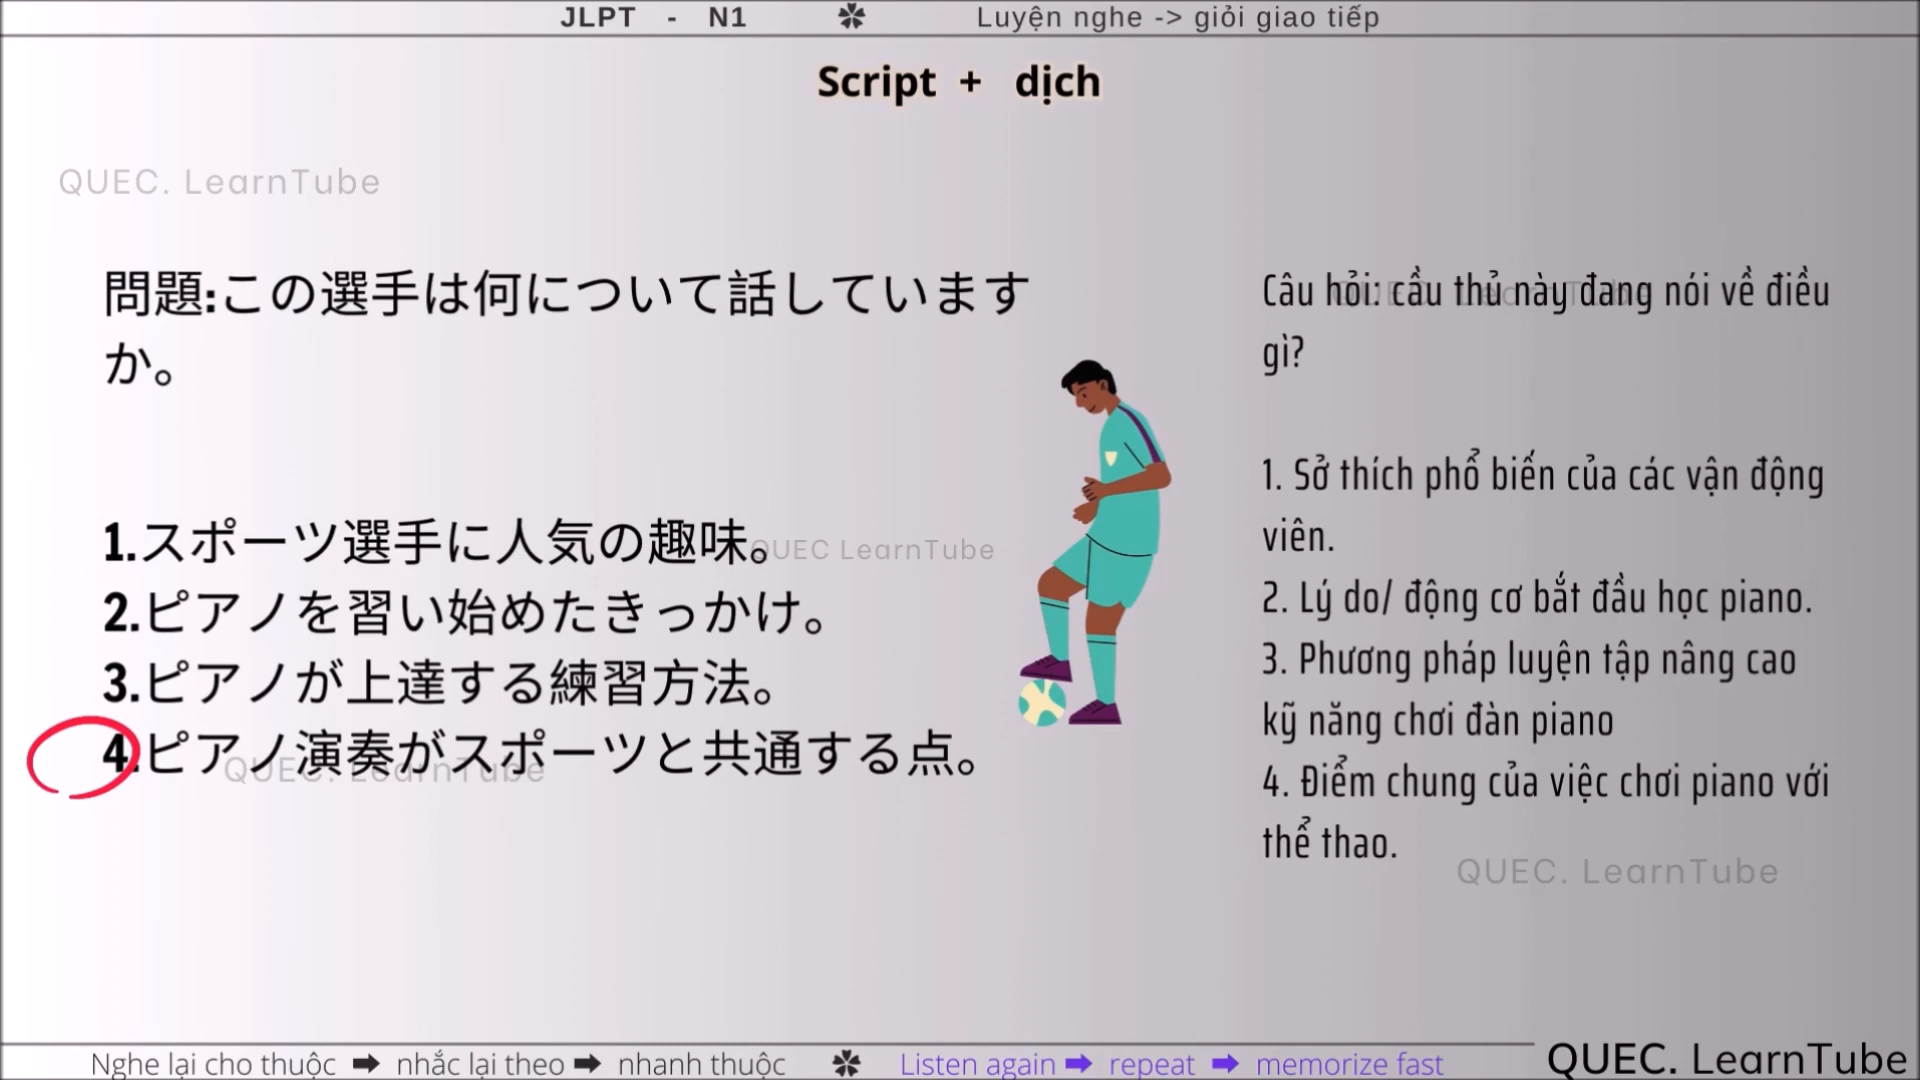 JLPT - N1 ✽ Luyện nghe -> giỏi giao tiếp
Script + dịch
QUEC. LearnTube
問題:この選手は何について話しています
か。
1.スポーツ選手に人気の趣味。
2.ピアノを習い始めたきっかけ。
3.ピアノが上達する練習方法。
4.ピアノ演奏がスポーツと共通する点。
QUEC LearnTube
QUEC. LearnTube
Câu hỏi: cầu thủ này đang nói về điều
gì?
1. Sở thích phổ biến của các vận động
viên.
2. Lý do/ động cơ bắt đầu học piano.
3. Phương pháp luyện tập nâng cao
kỹ năng chơi đàn piano
4. Điểm chung của việc chơi piano với
thể thao.
QUEC. LearnTube
Nghe lại cho thuộc ➡ nhắc lại theo ➡ nhanh thuộc ✽ Listen again ➡ repeat ➡ memorize fast
QUEC. LearnTube